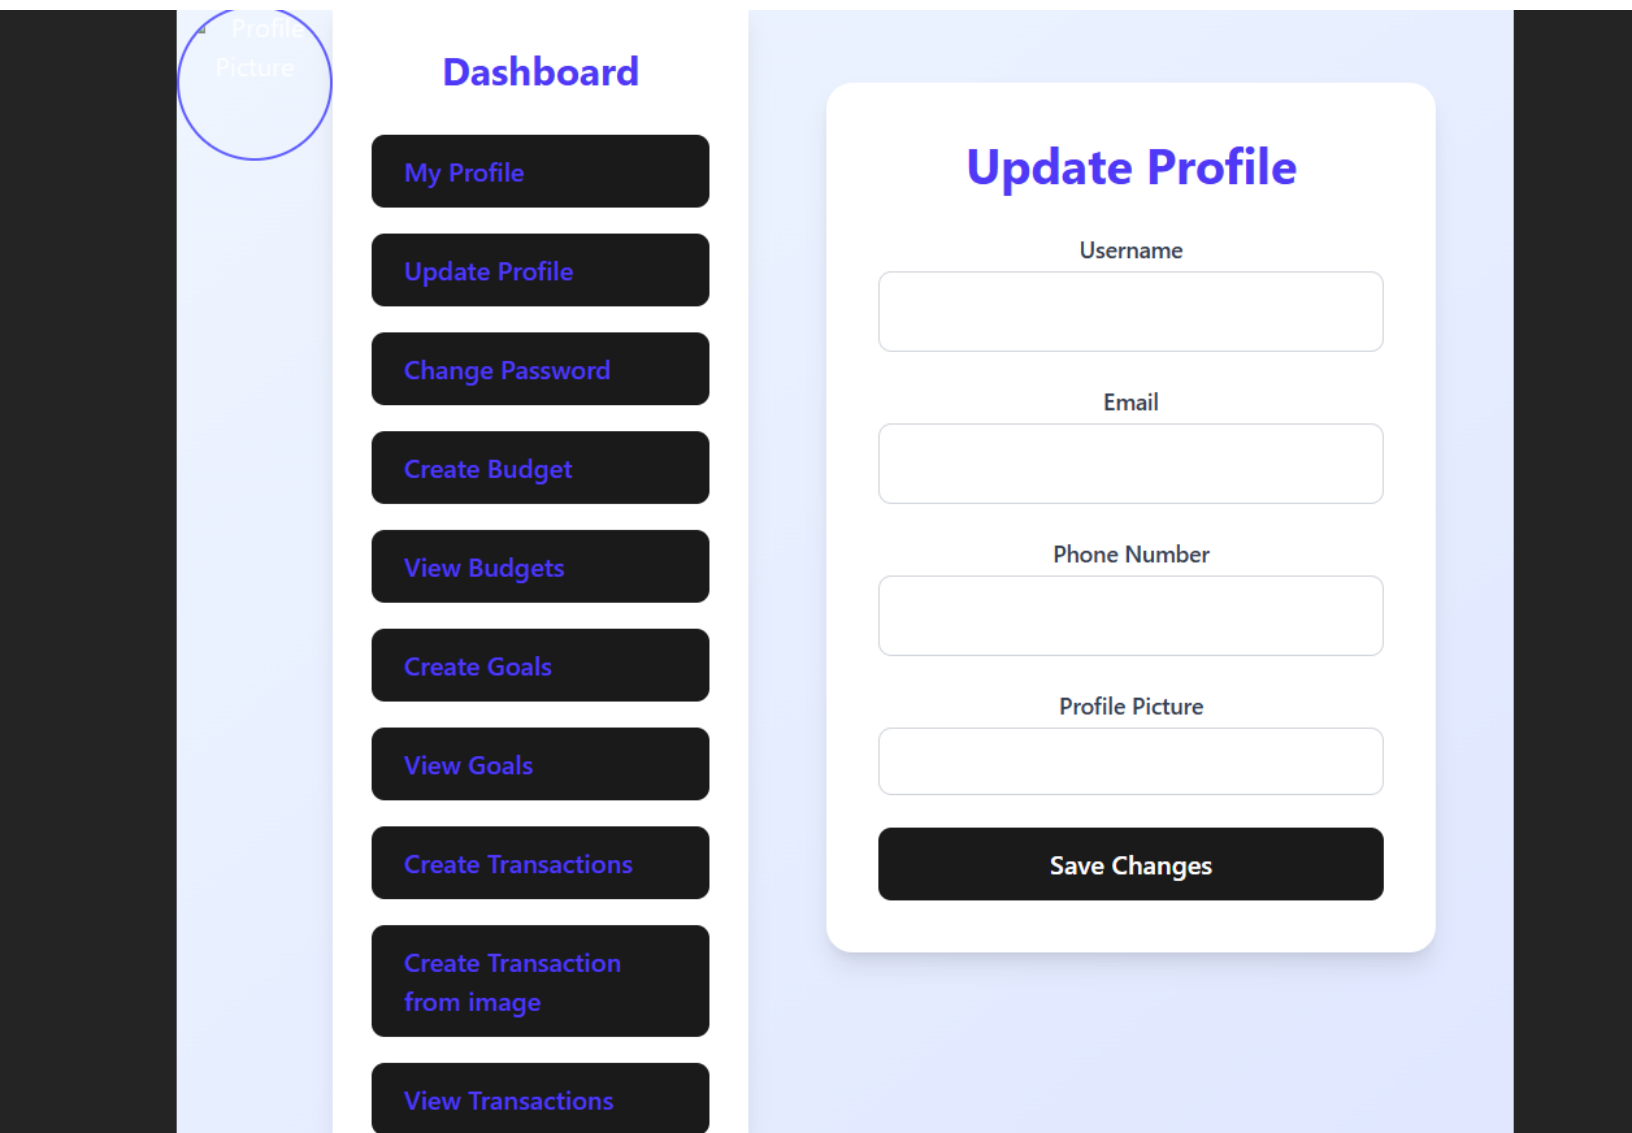 Profile
Picture
Dashboard
My Profile
Update Profile
Change Password
Create Budget
View Budgets
Create Goals
View Goals
Create Transactions
Create Transaction
from image
View Transactions
Update Profile
Username
Email
Phone Number
Profile Picture
Save Changes